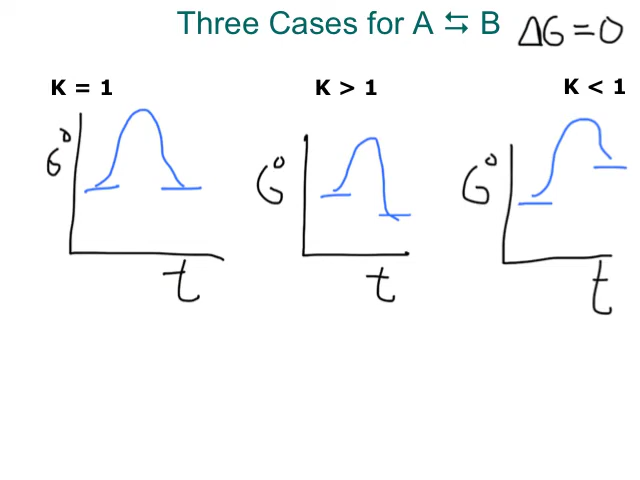 Three Cases for A ⇆ B ΔG = 0
K = 1
K > 1
K < 1
G°
G°
G°
t
t
t